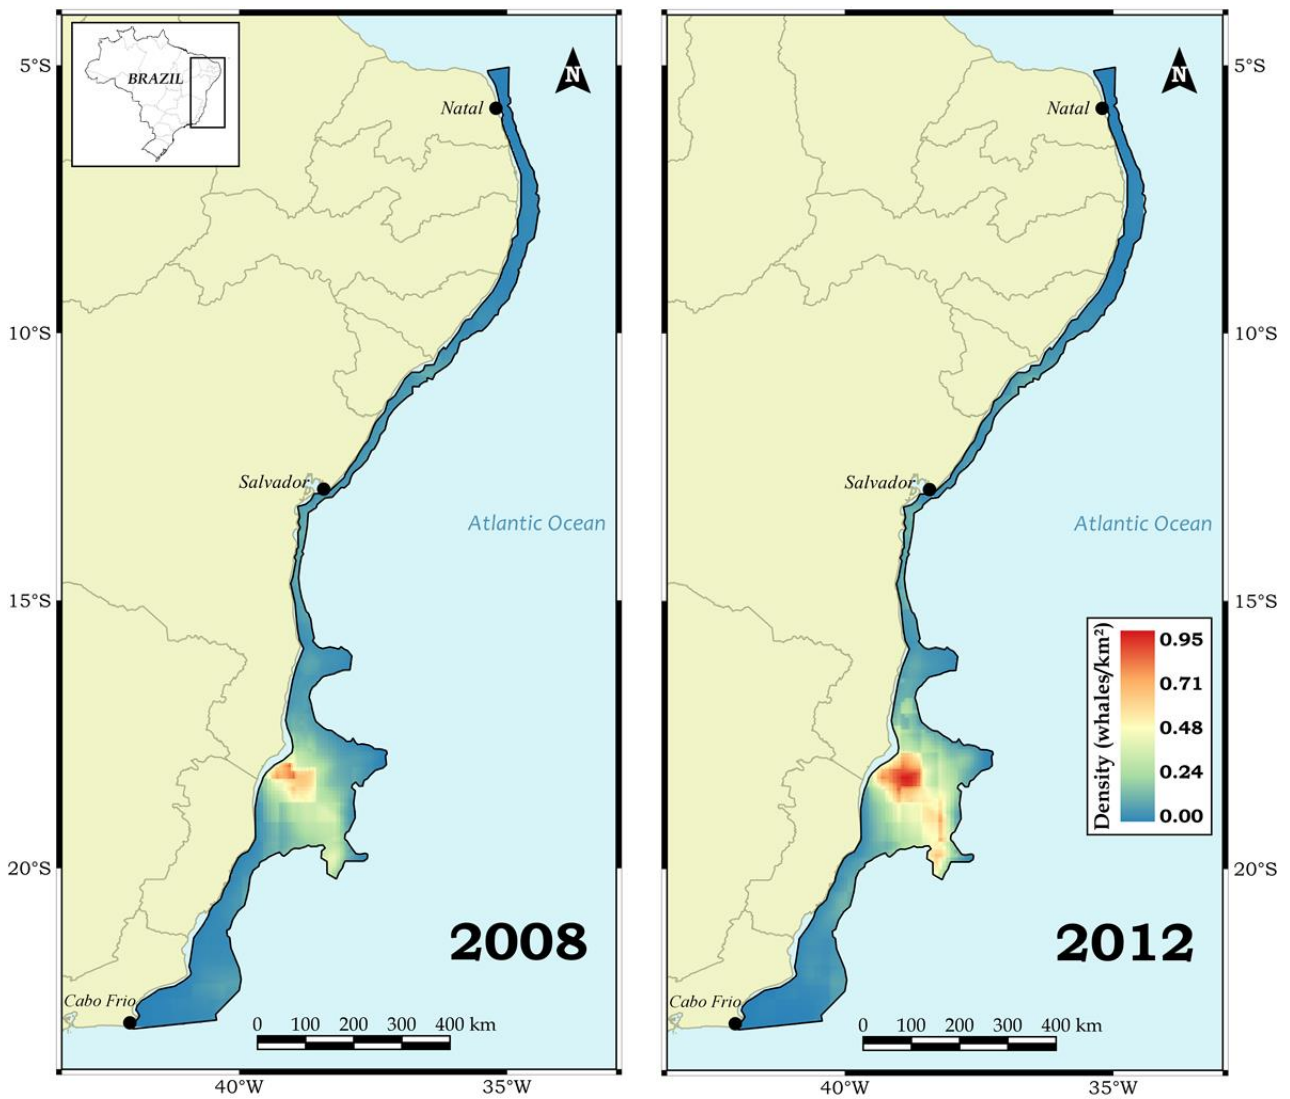 BRAZIL
N
5°S
Natal
10°S
Salvador
Atlantic Ocean
15°S
20°S
2008
Cabo Frio
0 100 200 300 400 km
40°W 35°W
N
5°S
Natal
10°S
Salvador
Atlantic Ocean
15°S
Density (whales/km²)
0.95
0.71
0.48
0.24
0.00
20°S
2012
Cabo Frio
0 100 200 300 400 km
40°W 35°W